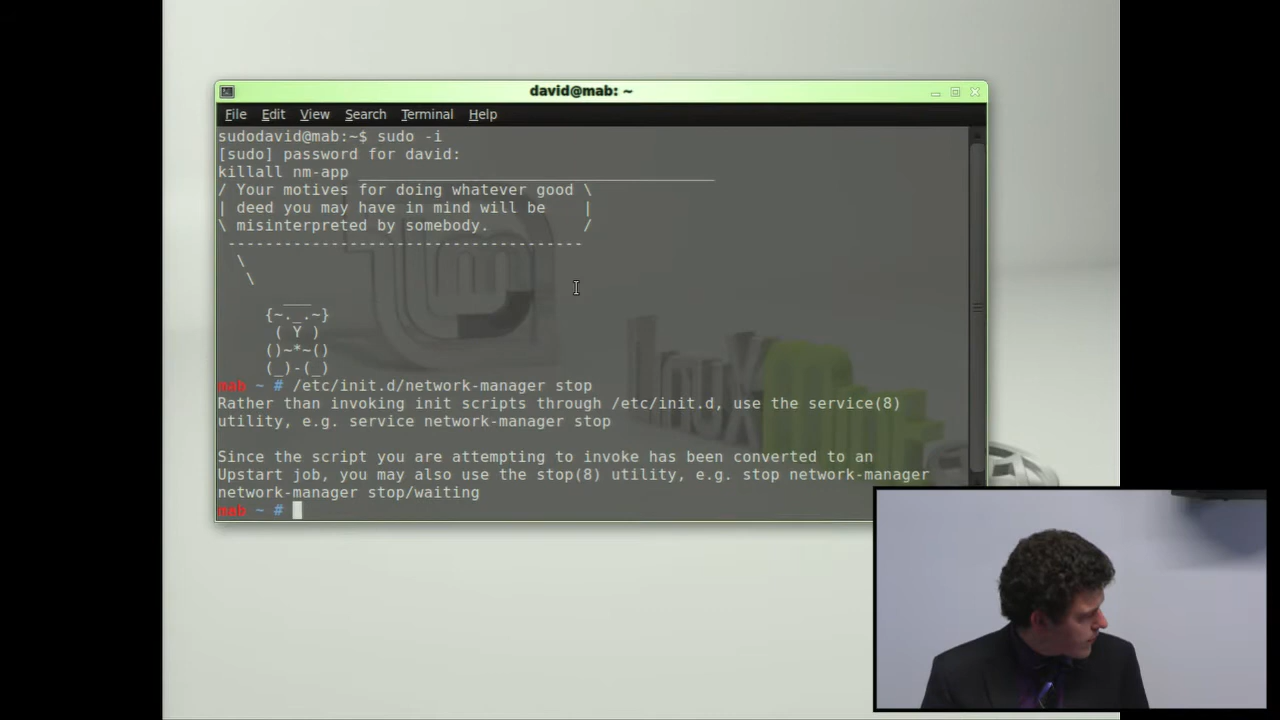 david@mab: ~
File Edit View Search Terminal Help
sudodavid@mab:~$ sudo -i
[sudo] password for david:
killall nm-app ______________________________________
/ Your motives for doing whatever good \
| deed you may have in mind will be    |
\ misinterpreted by somebody.          /
 --------------------------------------
  \
   \
       ___
     {~._.~}
      ( Y )
     ()~*~()
     (_)-(_)
mab ~ # /etc/init.d/network-manager stop
Rather than invoking init scripts through /etc/init.d, use the service(8)
utility, e.g. service network-manager stop

Since the script you are attempting to invoke has been converted to an
Upstart job, you may also use the stop(8) utility, e.g. stop network-manager
network-manager stop/waiting
mab ~ #
Linux